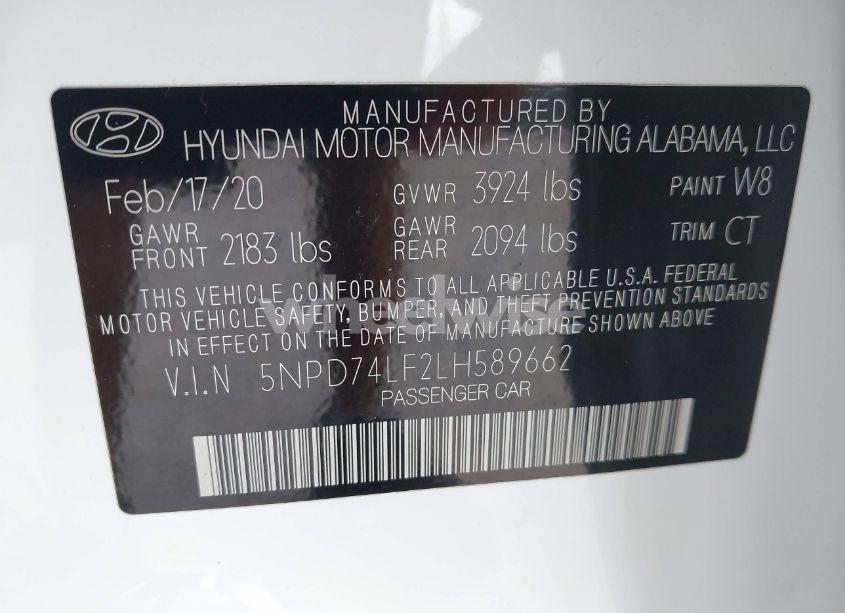 MANUFACTURED BY
HYUNDAI MOTOR MANUFACTURING ALABAMA, LLC
Feb/17/20 GVWR 3924 lbs PAINT W8
GAWR FRONT 2183 lbs GAWR REAR 2094 lbs TRIM CT
THIS VEHICLE CONFORMS TO ALL APPLICABLE U.S.A. FEDERAL
MOTOR VEHICLE SAFETY, BUMPER, AND THEFT PREVENTION STANDARDS
IN EFFECT ON THE DATE OF MANUFACTURE SHOWN ABOVE
V.I.N 5NPD74LF2LH589662
PASSENGER CAR
wheelwise